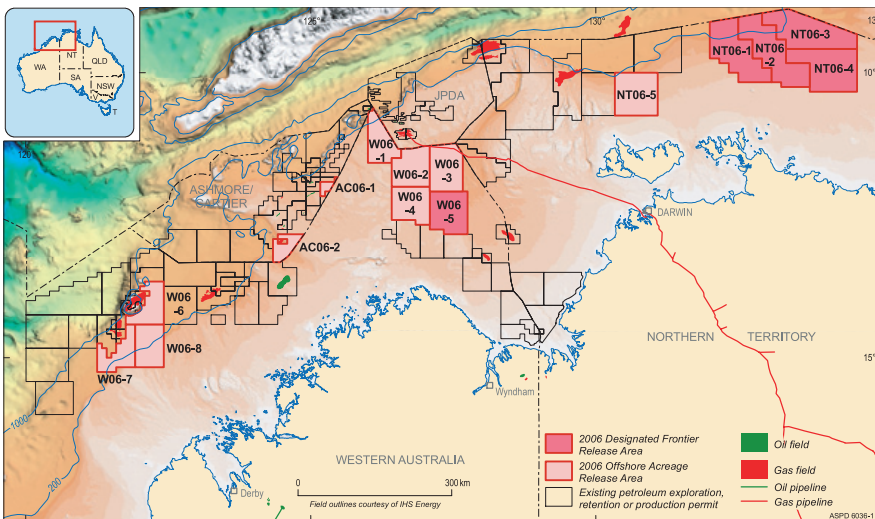 125°
130°
13
10°
WA
NT
QLD
SA
NSW
V
T
125°
JPDA
NT06-1
NT06
-2
NT06-3
NT06-4
NT06-5
W06
-1
W06-2
W06
-3
W06
-4
W06
-5
ASHMORE/
CARTIER
AC06-1
AC06-2
DARWIN
W06
-6
W06-8
W06-7
NORTHERN TERRITORY
15°
Wyndham
1000
200
WESTERN AUSTRALIA
Derby
0 300 km
Field outlines courtesy of IHS Energy
2006 Designated Frontier
Release Area
2006 Offshore Acreage
Release Area
Existing petroleum exploration,
retention or production permit
Oil field
Gas field
Oil pipeline
Gas pipeline
ASPD 6036-1